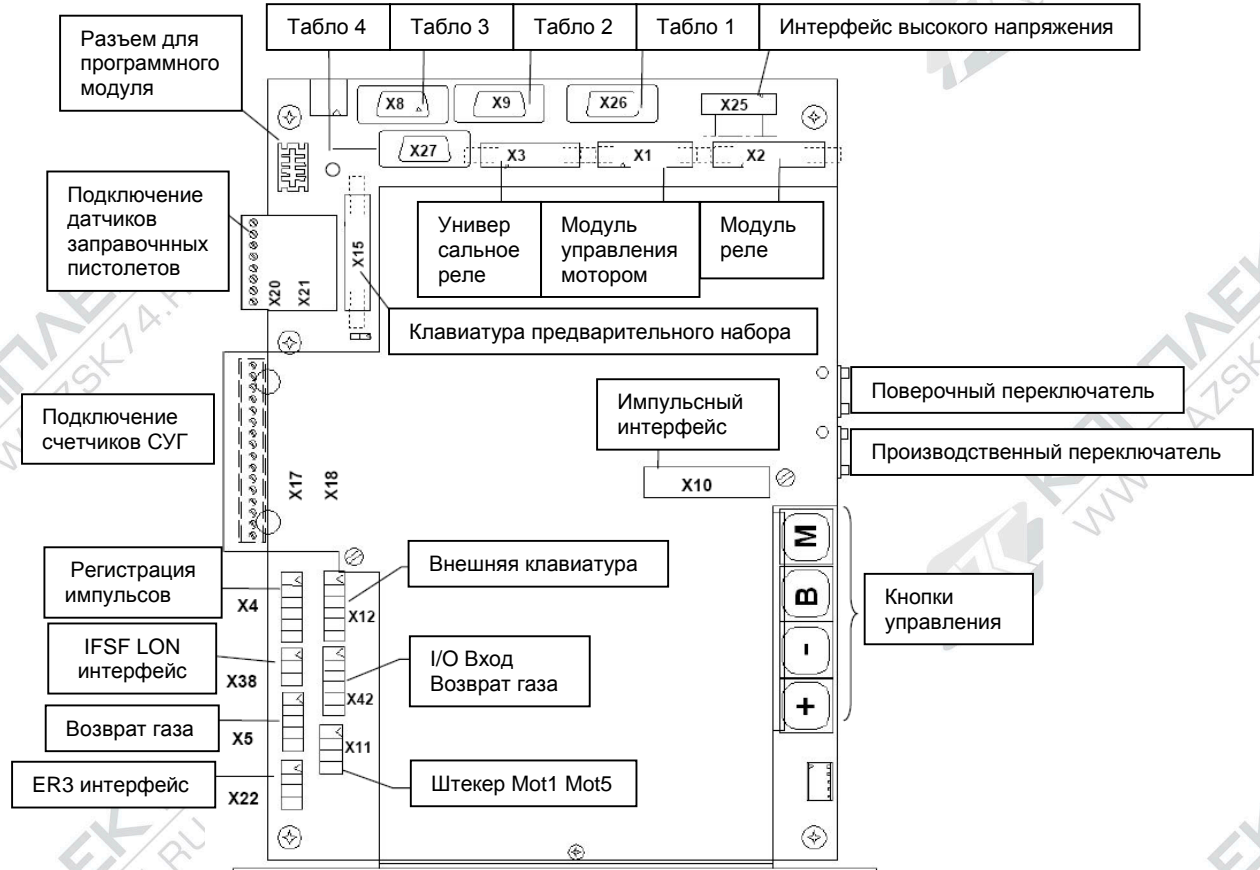 Табло 4
Табло 3
Табло 2
Табло 1
Интерфейс высокого напряжения
Разъем для
программного
модуля
X8
X9
X26
X25
X27
X3
X1
X2
Подключение
датчиков
заправочнных
пистолетов
X20
X21
X15
Универ
сальное
реле
Модуль
управления
мотором
Модуль
реле
Клавиатура предварительного набора
Подключение
счетчиков СУГ
X17
X18
Импульсный
интерфейс
X10
Поверочный переключатель
Производственный переключатель
M
B
-
+
Кнопки
управления
Регистрация
импульсов
X4
X12
Внешняя клавиатура
IFSF LON
интерфейс
X38
X42
I/O Вход
Возврат газа
Возврат газа
X5
X11
ER3 интерфейс
X22
Штекер Mot1 Mot5